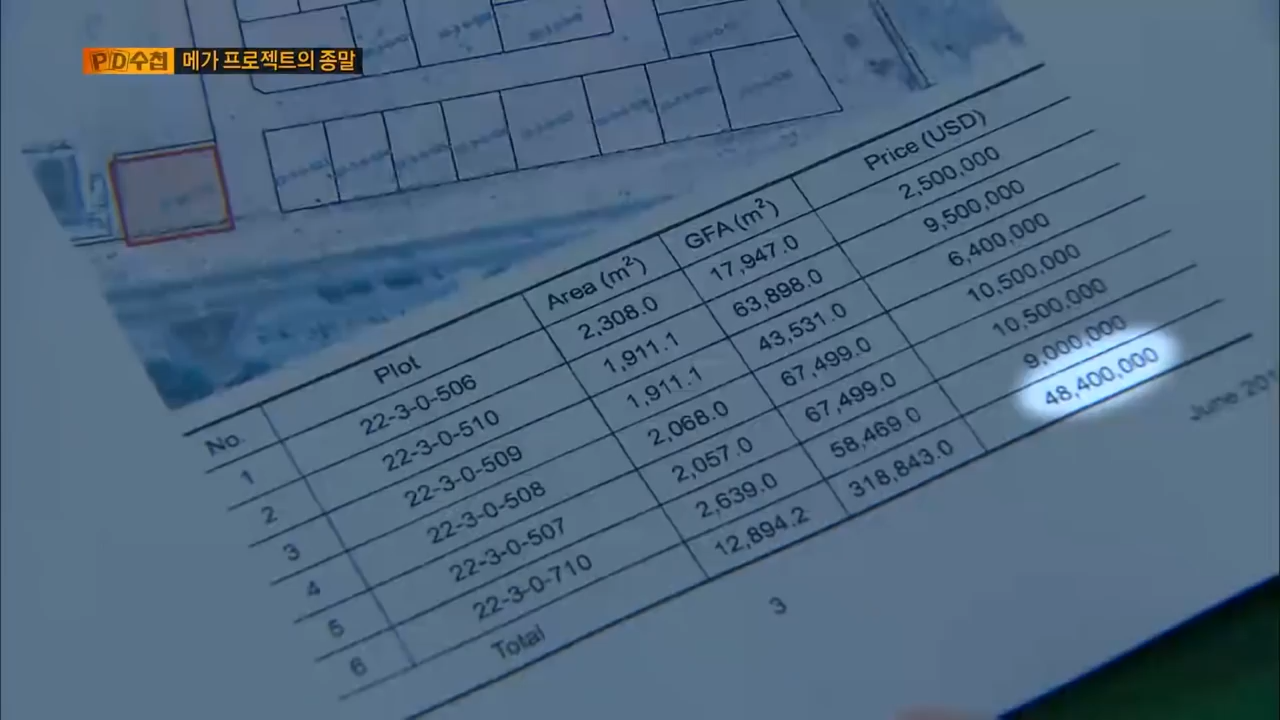 PD수첩 메가 프로젝트의 종말
No. Plot Area (m²) GFA (m²) Price (USD)
1 22-3-0-506 2,308.0 17,947.0 2,500,000
2 22-3-0-510 1,911.1 63,898.0 9,500,000
3 22-3-0-509 1,911.1 43,531.0 6,400,000
4 22-3-0-508 2,068.0 67,499.0 10,500,000
5 22-3-0-507 2,057.0 67,499.0 10,500,000
6 22-3-0-710 2,639.0 58,469.0 9,000,000
Total 12,894.2 318,843.0 48,400,000
3
June